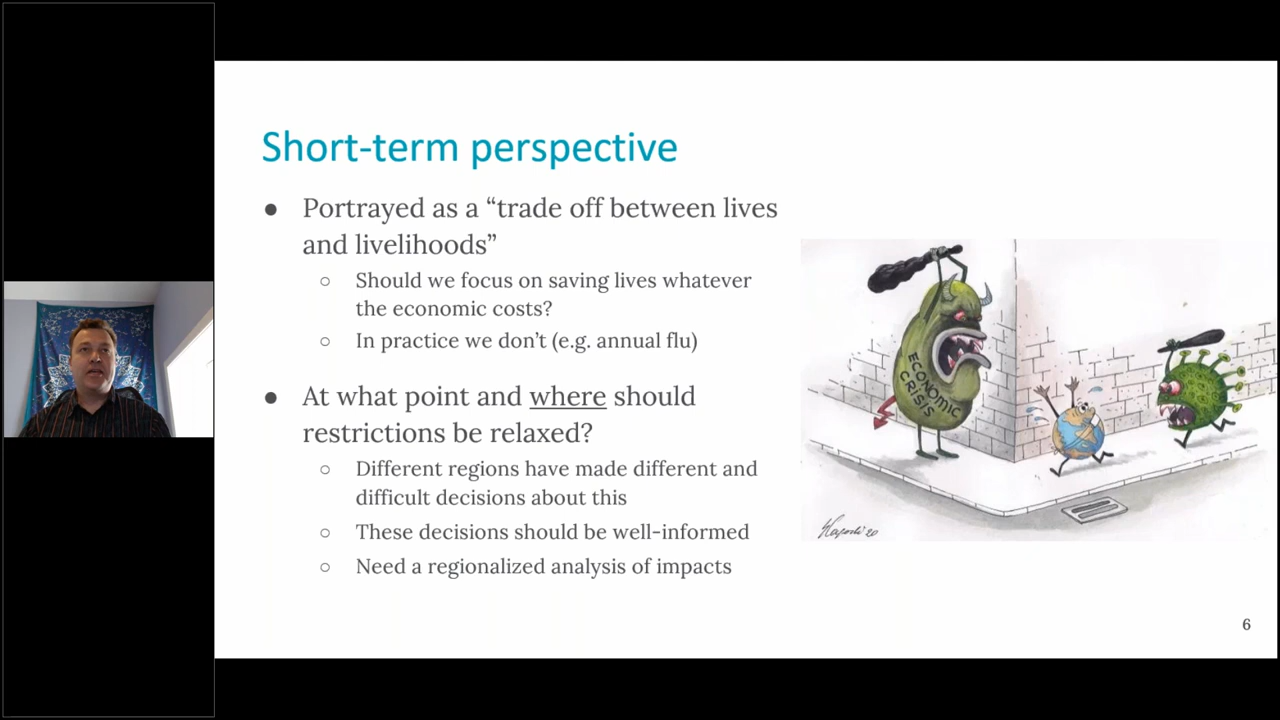 Short-term perspective
● Portrayed as a “trade off between lives
and livelihoods”
○ Should we focus on saving lives whatever
the economic costs?
○ In practice we don’t (e.g. annual flu)
● At what point and where should
restrictions be relaxed?
○ Different regions have made different and
difficult decisions about this
○ These decisions should be well-informed
○ Need a regionalized analysis of impacts
ECONOMIC
CRISIS
6